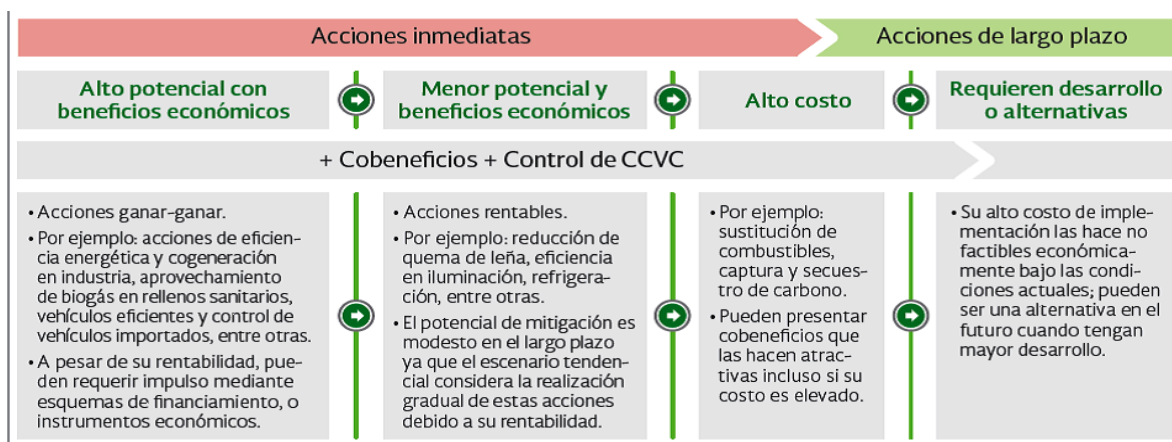 Acciones inmediatas
Acciones de largo plazo
Alto potencial con
beneficios económicos
Menor potencial y
beneficios económicos
Alto costo
Requieren desarrollo
o alternativas
+ Cobeneficios + Control de CCVC
• Acciones ganar-ganar.
• Por ejemplo: acciones de eficien-
cia energética y cogeneración
en industria, aprovechamiento
de biogás en rellenos sanitarios,
vehículos eficientes y control de
vehículos importados, entre otras.
• A pesar de su rentabilidad, pue-
den requerir impulso mediante
esquemas de financiamiento, o
instrumentos económicos.
• Acciones rentables.
• Por ejemplo: reducción de
quema de leña, eficiencia
en iluminación, refrigera-
ción, entre otras.
• El potencial de mitigación es
modesto en el largo plazo
ya que el escenario tenden-
cial considera la realización
gradual de estas acciones
debido a su rentabilidad.
• Por ejemplo:
sustitución de
combustibles,
captura y secues-
tro de carbono.
• Pueden presentar
cobeneficios que
las hacen atrac-
tivas incluso si su
costo es elevado.
• Su alto costo de imple-
mentación las hace no
factibles económica-
mente bajo las condi-
ciones actuales; pueden
ser una alternativa en el
futuro cuando tengan
mayor desarrollo.